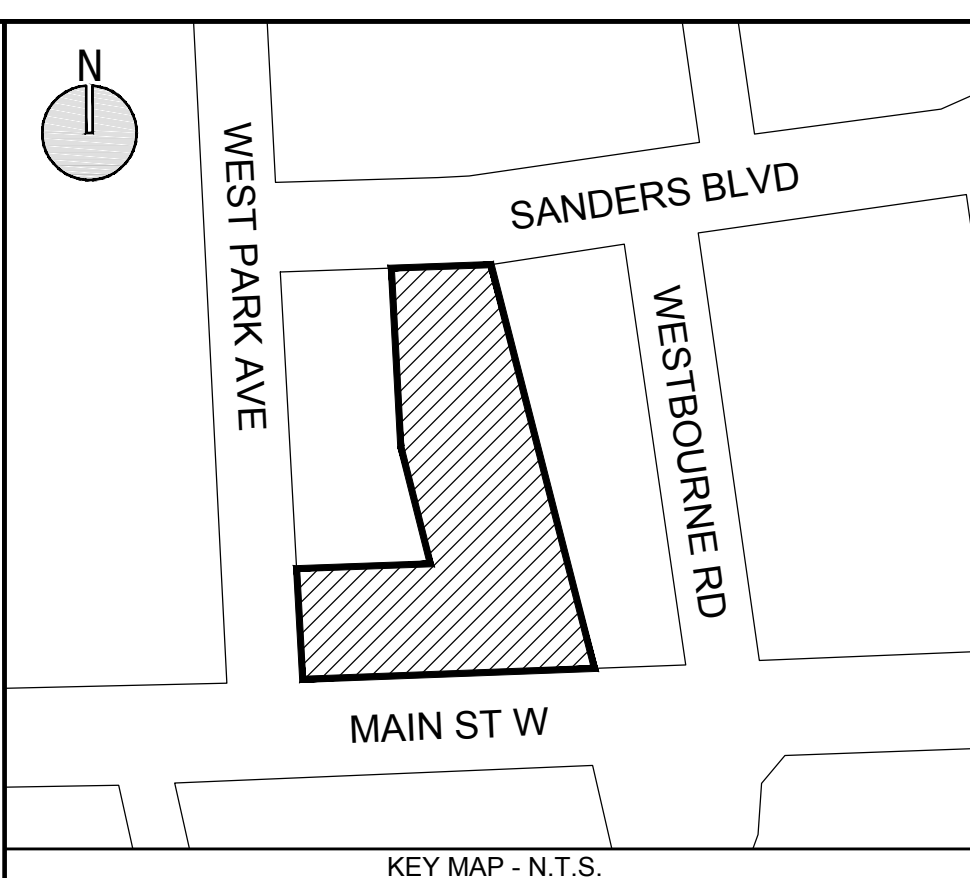 N
WEST PARK AVE
SANDERS BLVD
WESTBOURNE RD
MAIN ST W
KEY MAP - N.T.S.